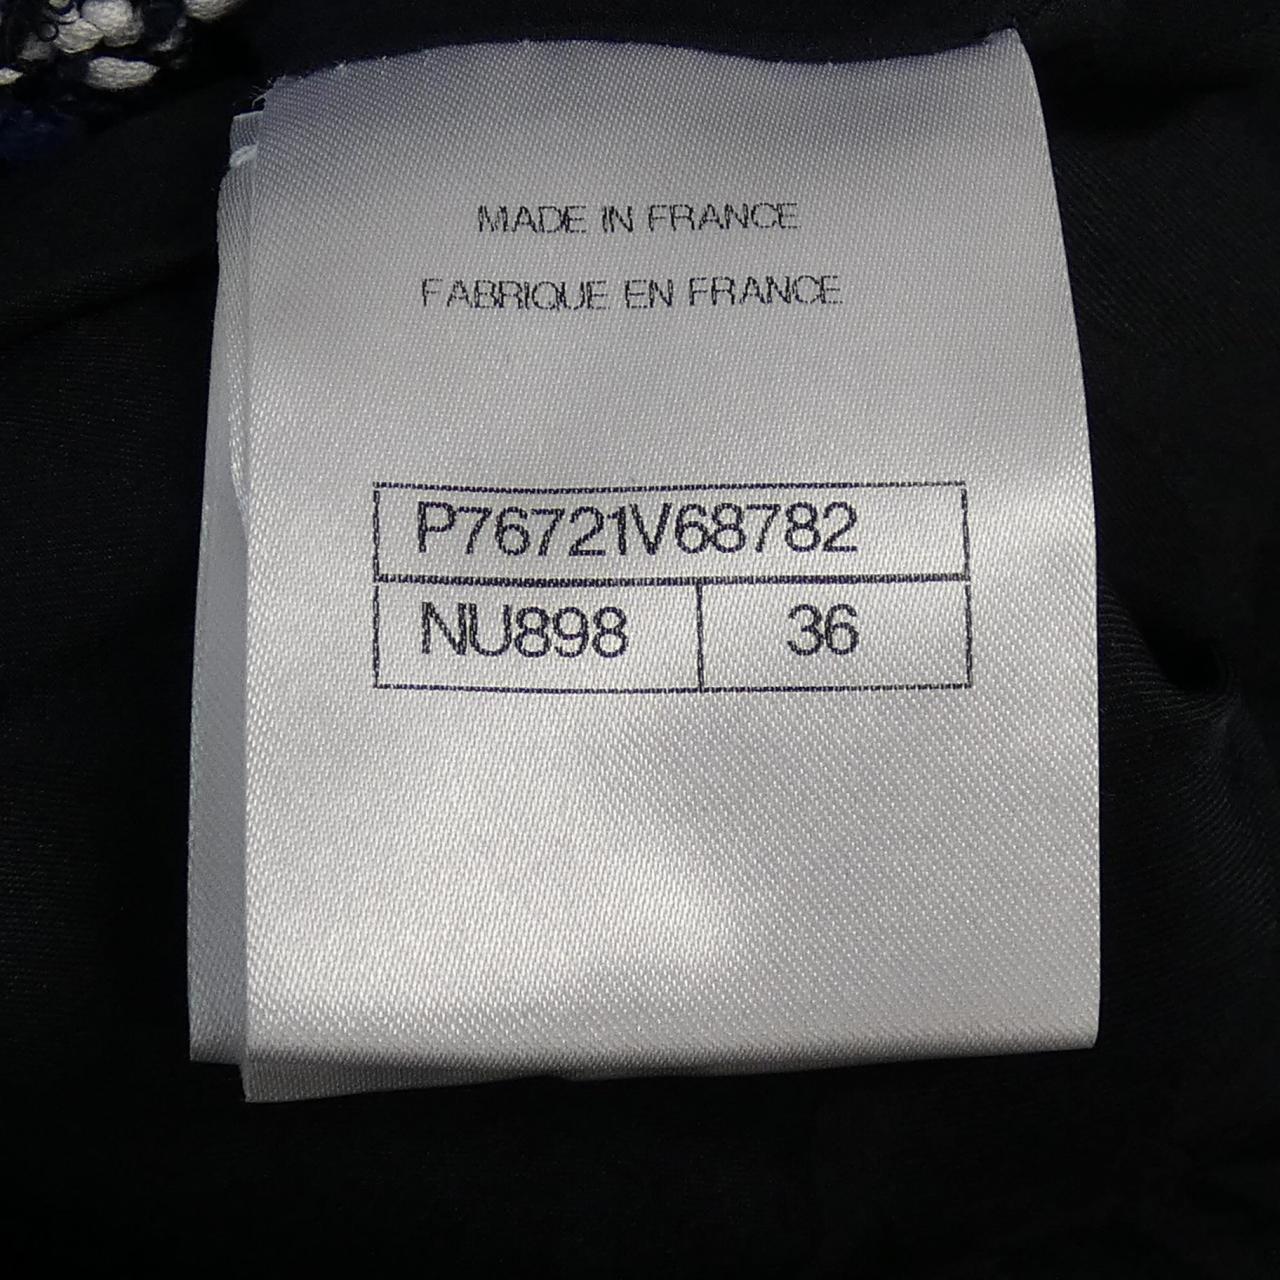 MADE IN FRANCE
FABRIQUE EN FRANCE
P76721V68782
NU898 36